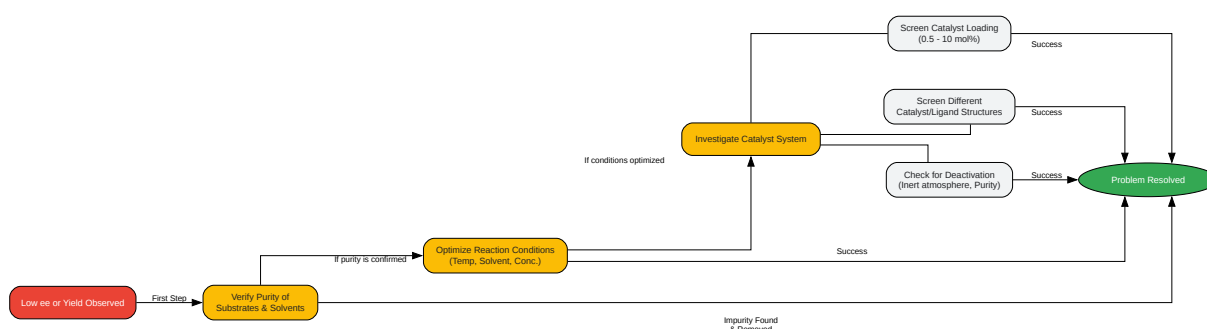 Screen Catalyst Loading
(0.5 - 10 mol%)
Success
Screen Different
Catalyst/Ligand Structures
Success
Investigate Catalyst System
If conditions optimized
Check for Deactivation
(Inert atmosphere, Purity)
Success
Problem Resolved
Optimize Reaction Conditions
(Temp, Solvent, Conc.)
If purity is confirmed
Success
Low ee or Yield Observed
First Step
Verify Purity of
Substrates & Solvents
Impurity Found
& Removed